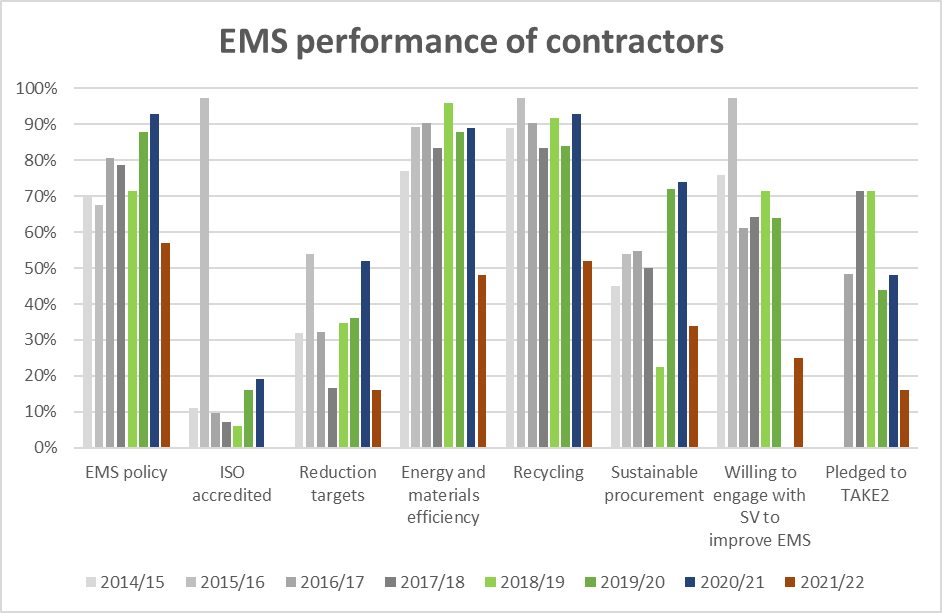 EMS performance of contractors
100%
90%
80%
70%
60%
50%
40%
30%
20%
10%
0%
EMS policy
ISO
accredited
Reduction
targets
Energy and
materials
efficiency
Recycling
Sustainable
procurement
Willing to
engage with
SV to
improve EMS
Pledged to
TAKE2
2014/15
2015/16
2016/17
2017/18
2018/19
2019/20
2020/21
2021/22